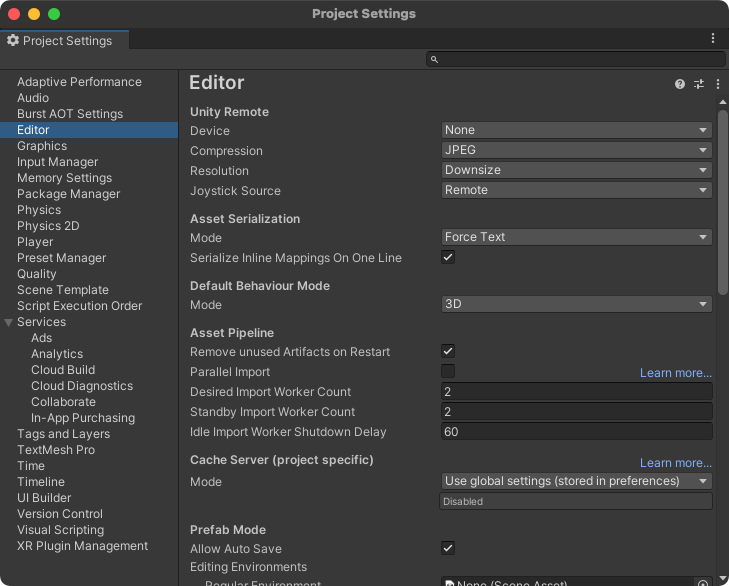 Project Settings
Project Settings
Adaptive Performance
Audio
Burst AOT Settings
Editor
Graphics
Input Manager
Memory Settings
Package Manager
Physics
Physics 2D
Player
Preset Manager
Quality
Scene Template
Script Execution Order
Services
Ads
Analytics
Cloud Build
Cloud Diagnostics
Collaborate
In-App Purchasing
Tags and Layers
TextMesh Pro
Time
Timeline
UI Builder
Version Control
Visual Scripting
XR Plugin Management
Editor
Unity Remote
Device None
Compression JPEG
Resolution Downsize
Joystick Source Remote
Asset Serialization
Mode Force Text
Serialize Inline Mappings On One Line
Default Behaviour Mode
Mode 3D
Asset Pipeline
Remove unused Artifacts on Restart
Parallel Import Learn more...
Desired Import Worker Count 2
Standby Import Worker Count 2
Idle Import Worker Shutdown Delay 60
Cache Server (project specific) Learn more...
Mode Use global settings (stored in preferences)
Disabled
Prefab Mode
Allow Auto Save
Editing Environments
Regular Environment None (Scene Asset)